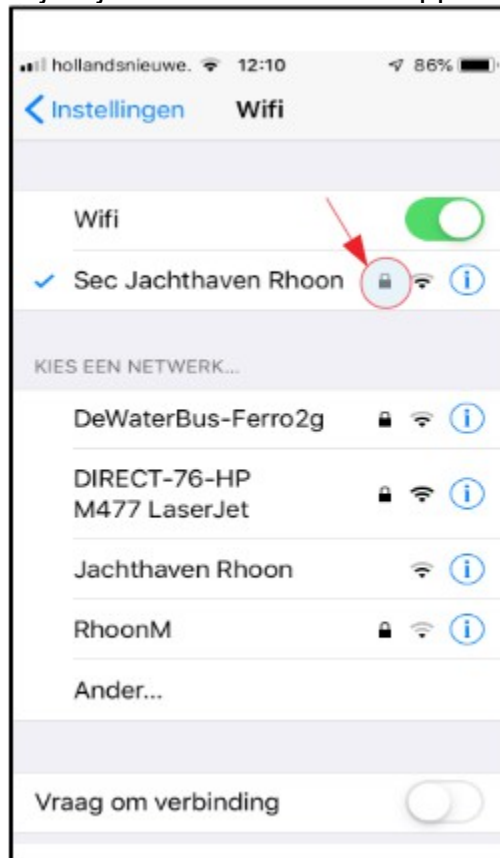 hollandsnieuwe. 12:10 86%
Instellingen Wifi
Wifi
Sec Jachthaven Rhoon
KIES EEN NETWERK...
DeWaterBus-Ferro2g
DIRECT-76-HP
M477 LaserJet
Jachthaven Rhoon
RhoonM
Ander...
Vraag om verbinding